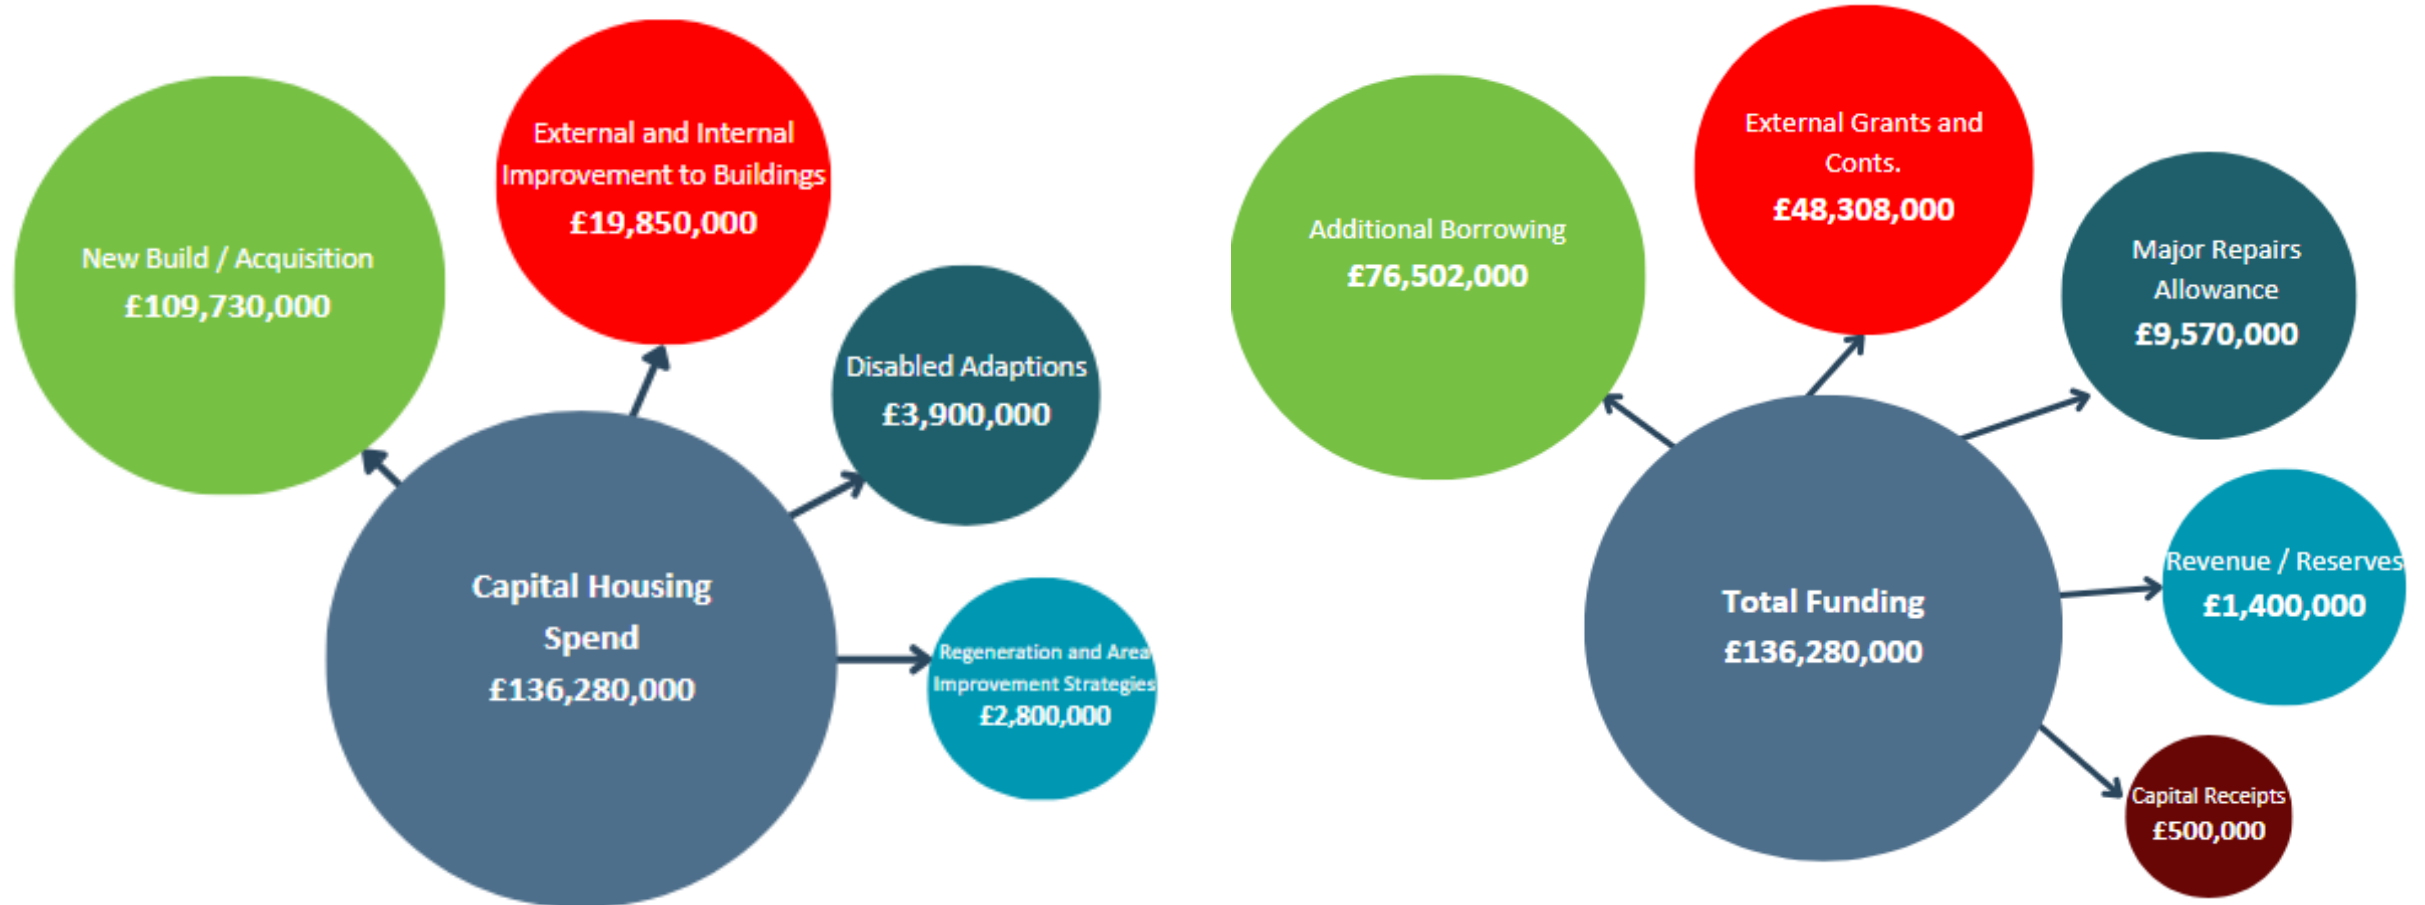 New Build / Acquisition
£109,730,000
External and Internal
Improvement to Buildings
£19,850,000
Disabled Adaptions
£3,900,000
Regeneration and Area
Improvement Strategies
£2,800,000
Capital Housing
Spend
£136,280,000
Additional Borrowing
£76,502,000
External Grants and
Conts.
£48,308,000
Major Repairs
Allowance
£9,570,000
Revenue / Reserves
£1,400,000
Capital Receipts
£500,000
Total Funding
£136,280,000